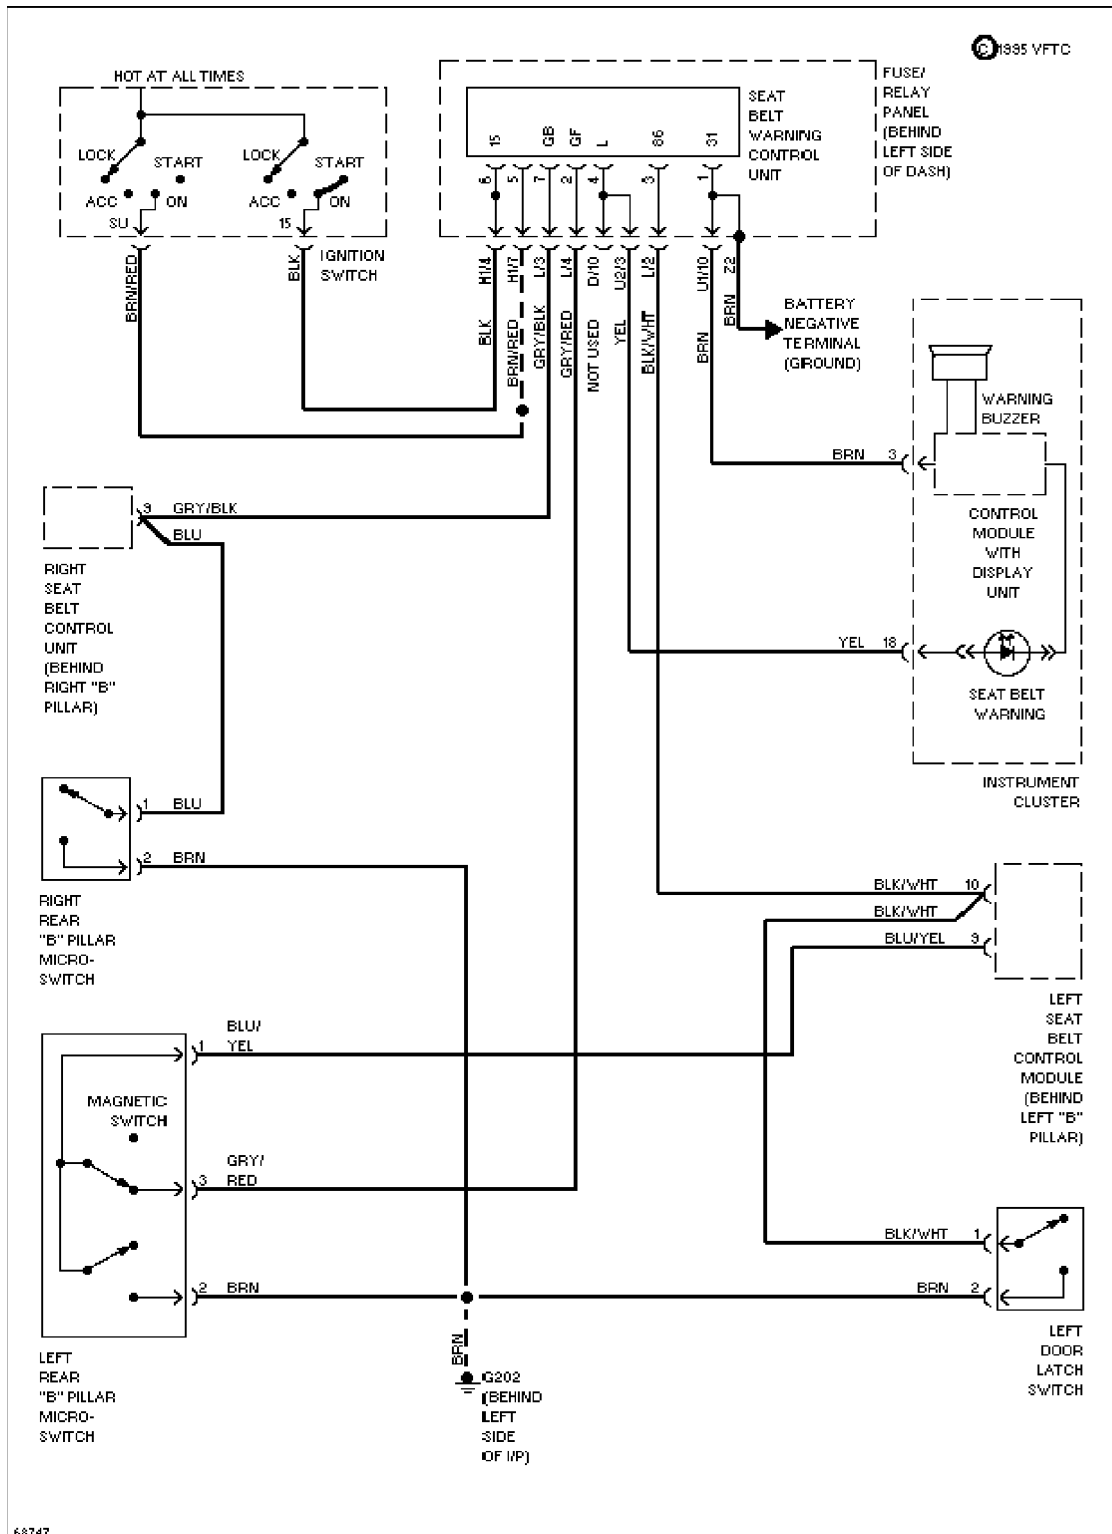 © 1995 VFTC
HOT AT ALL TIMES
LOCK
START
ACC
ON
SU
LOCK
START
ACC
ON
15
IGNITION
SWITCH
15
GB
GF
L
86
31
6
5
7
2
4
3
1
SEAT
BELT
WARNING
CONTROL
UNIT
FUSE/
RELAY
PANEL
(BEHIND
LEFT SIDE
OF DASH)
BRN/RED
BLK
H1/4
H1/7
L/3
L/4
D/10
U2/3
L/2
U1/10
Z2
BLK
BRN/RED
GRY/BLK
GRY/RED
NOT USED
YEL
BLK/WHT
BRN
BRN
BATTERY
NEGATIVE
TERMINAL
(GROUND)
WARNING
BUZZER
BRN 3
CONTROL
MODULE
WITH
DISPLAY
UNIT
YEL 18
SEAT BELT
WARNING
INSTRUMENT
CLUSTER
9 GRY/BLK
BLU
RIGHT
SEAT
BELT
CONTROL
UNIT
(BEHIND
RIGHT "B"
PILLAR)
1 BLU
2 BRN
RIGHT
REAR
"B" PILLAR
MICRO-
SWITCH
BLK/WHT 10
BLK/WHT
BLU/YEL 9
LEFT
SEAT
BELT
CONTROL
MODULE
(BEHIND
LEFT "B"
PILLAR)
BLU/
1 YEL
MAGNETIC
SWITCH
GRY/
3 RED
2 BRN
LEFT
REAR
"B" PILLAR
MICRO-
SWITCH
BLK/WHT 1
BRN 2
LEFT
DOOR
LATCH
SWITCH
BRN
G202
(BEHIND
LEFT
SIDE
OF I/P)
68747